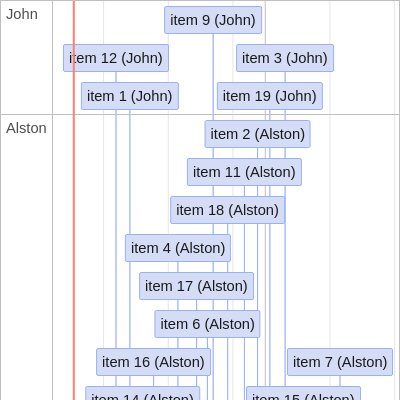 John
item 9 (John)
item 12 (John)
item 3 (John)
item 1 (John)
item 19 (John)
Alston
item 2 (Alston)
item 11 (Alston)
item 18 (Alston)
item 4 (Alston)
item 17 (Alston)
item 6 (Alston)
item 16 (Alston)
item 7 (Alston)
item 14 (Alston)
item 15 (Alston)